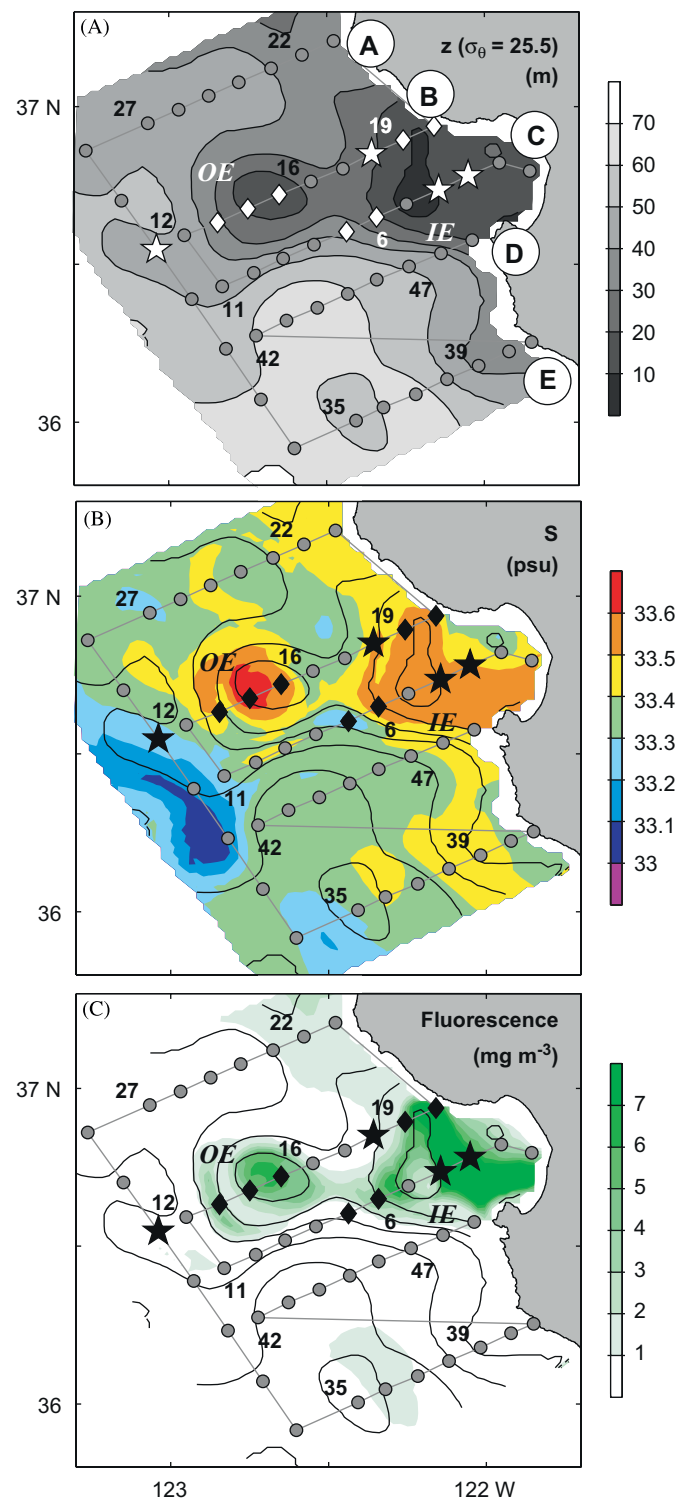 (A)
z (σθ = 25.5)
(m)
22
A
37 N
27
B
19
C
OE
16
12
6
IE
D
11
47
42
39
E
35
36
70
60
50
40
30
20
10
(B)
S
(psu)
22
37 N
27
19
OE
16
12
6
IE
11
47
42
39
35
36
33.6
33.5
33.4
33.3
33.2
33.1
33
(C)
Fluorescence
(mg m⁻³)
22
37 N
27
19
OE
16
12
6
IE
11
47
42
39
35
36
7
6
5
4
3
2
1
123
122 W